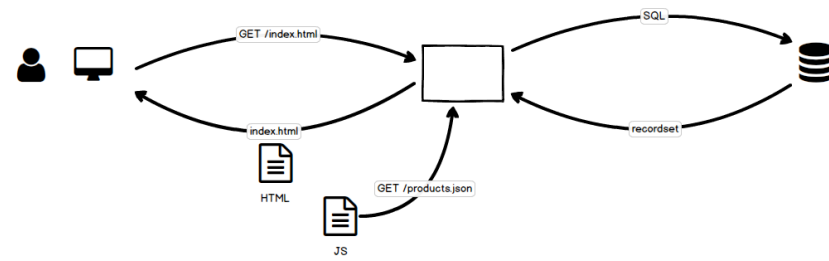 SQL
GET /index.html
index.html
recordset
HTML
GET /products.json
JS